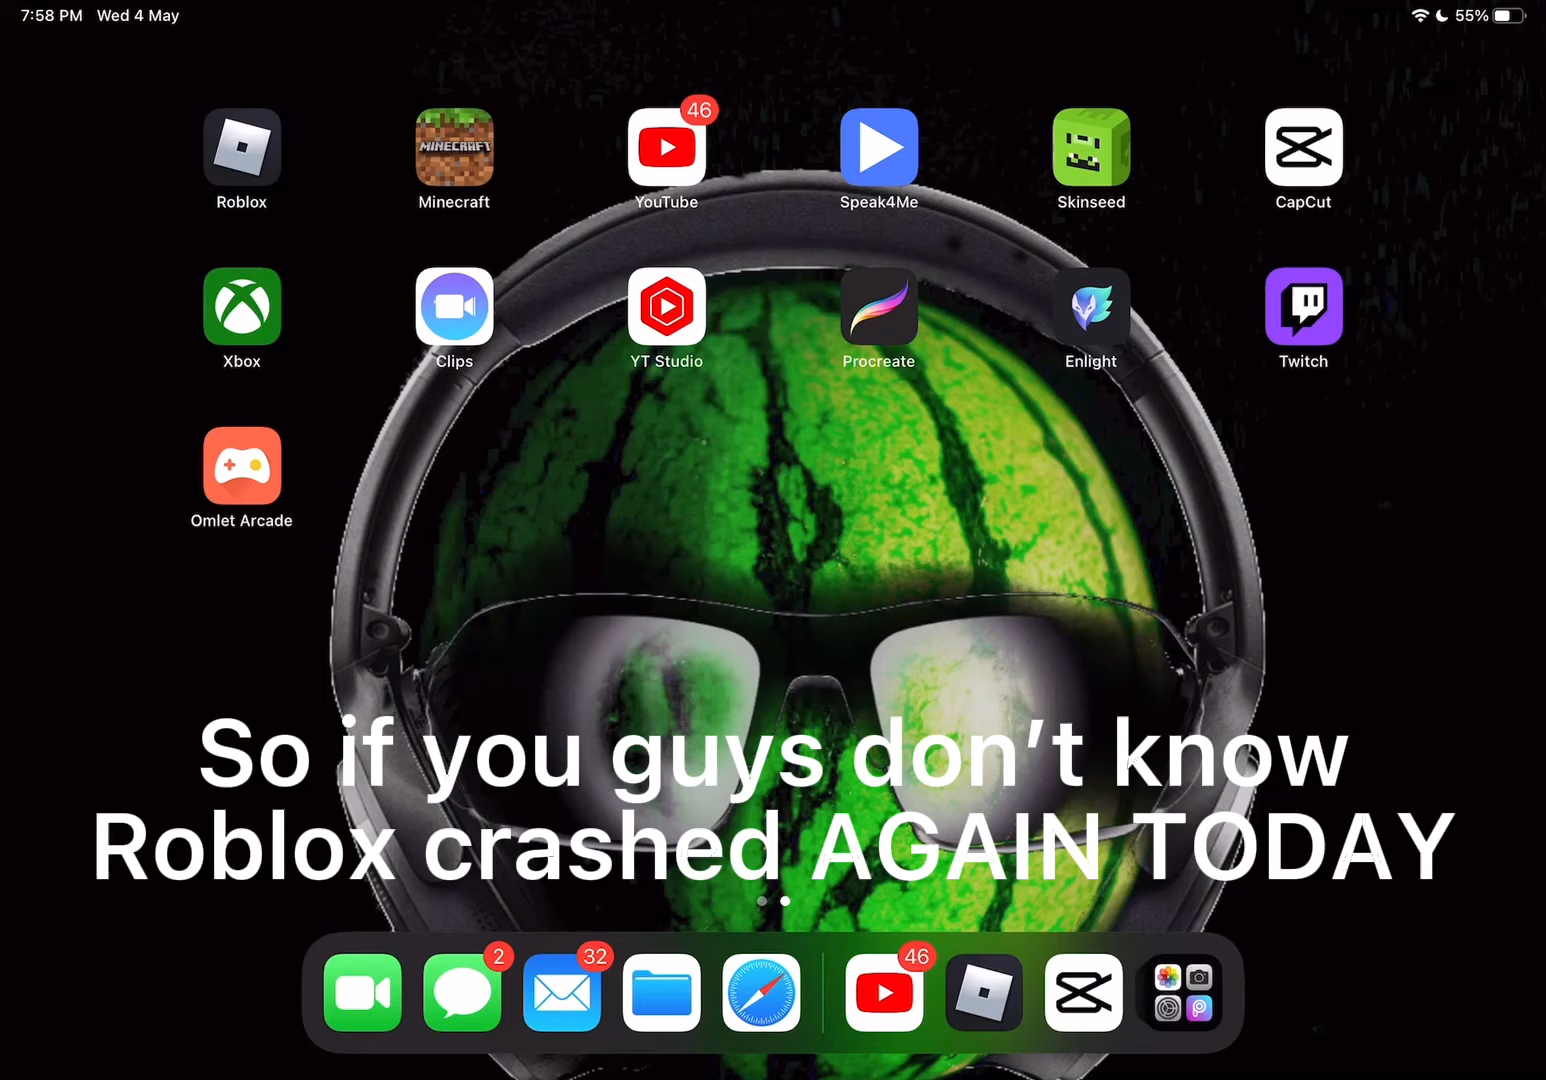 7:58 PM Wed 4 May
55%
46
MINECRAFT
Roblox
Minecraft
YouTube
Speak4Me
Skinseed
CapCut
Xbox
Clips
YT Studio
Procreate
Enlight
Twitch
Omlet Arcade
So if you guys don’t know
Roblox crashed AGAIN TODAY
2
32
46